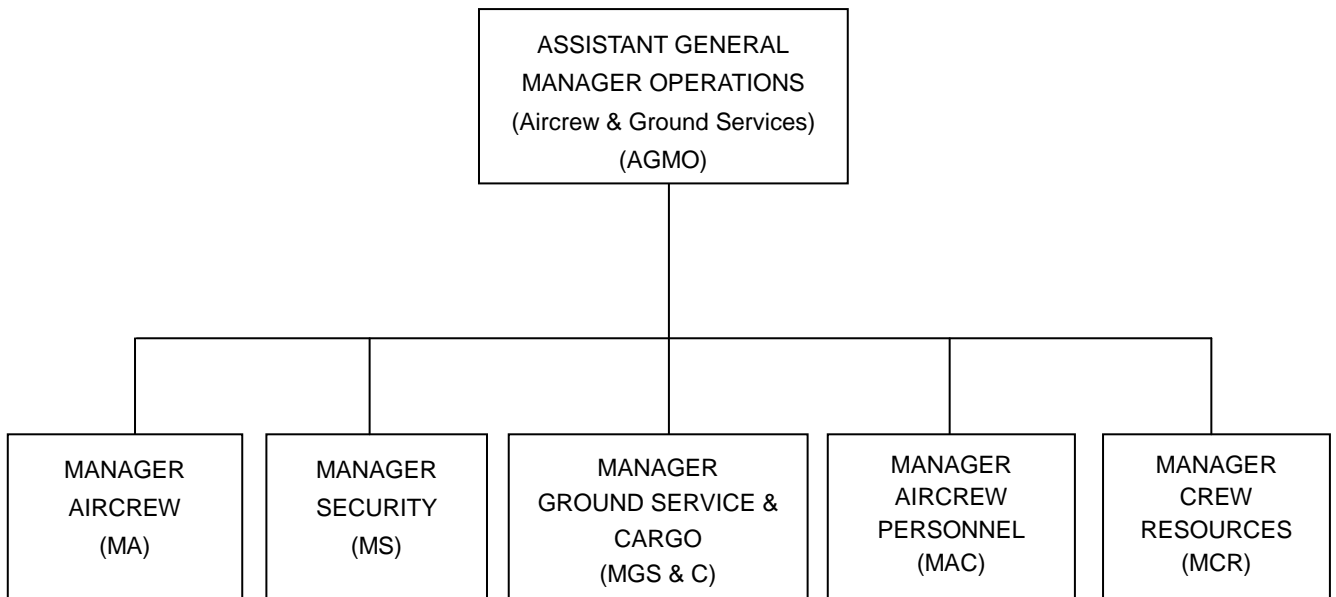 ASSISTANT GENERAL
MANAGER OPERATIONS
(Aircrew & Ground Services)
(AGMO)
MANAGER
AIRCREW
(MA)
MANAGER
SECURITY
(MS)
MANAGER
GROUND SERVICE &
CARGO
(MGS & C)
MANAGER
AIRCREW
PERSONNEL
(MAC)
MANAGER
CREW
RESOURCES
(MCR)